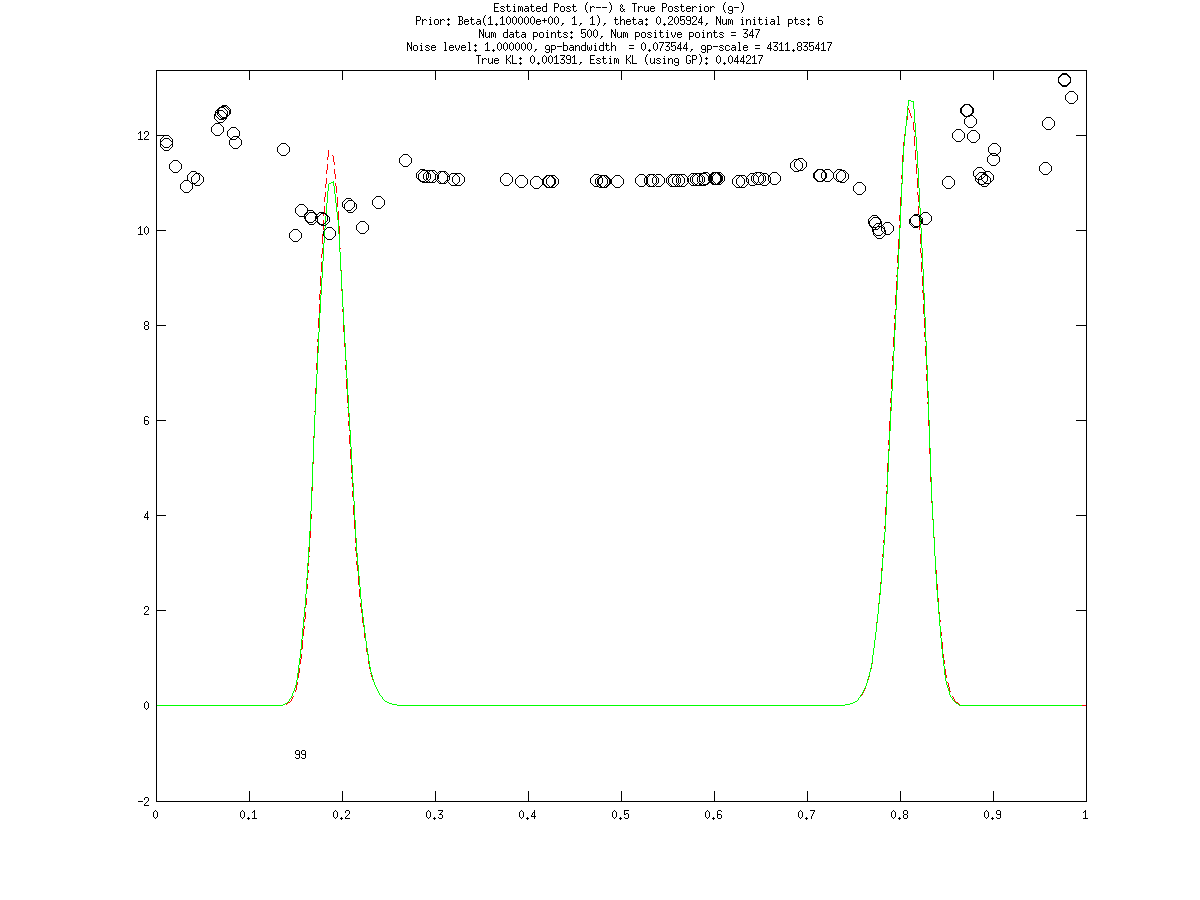 Estimated Post (r--) & True Posterior (g-)
Prior: Beta(1.100000e+00, 1, 1), theta: 0.205924, Num initial pts: 6
Num data points: 500, Num positive points = 347
Noise level: 1.000000, gp-bandwidth  = 0.073544, gp-scale = 4311.835417
True KL: 0.001391, Estim KL (using GP): 0.044217
12
10
8
6
4
2
0
99
-2
0 0.1 0.2 0.3 0.4 0.5 0.6 0.7 0.8 0.9 1